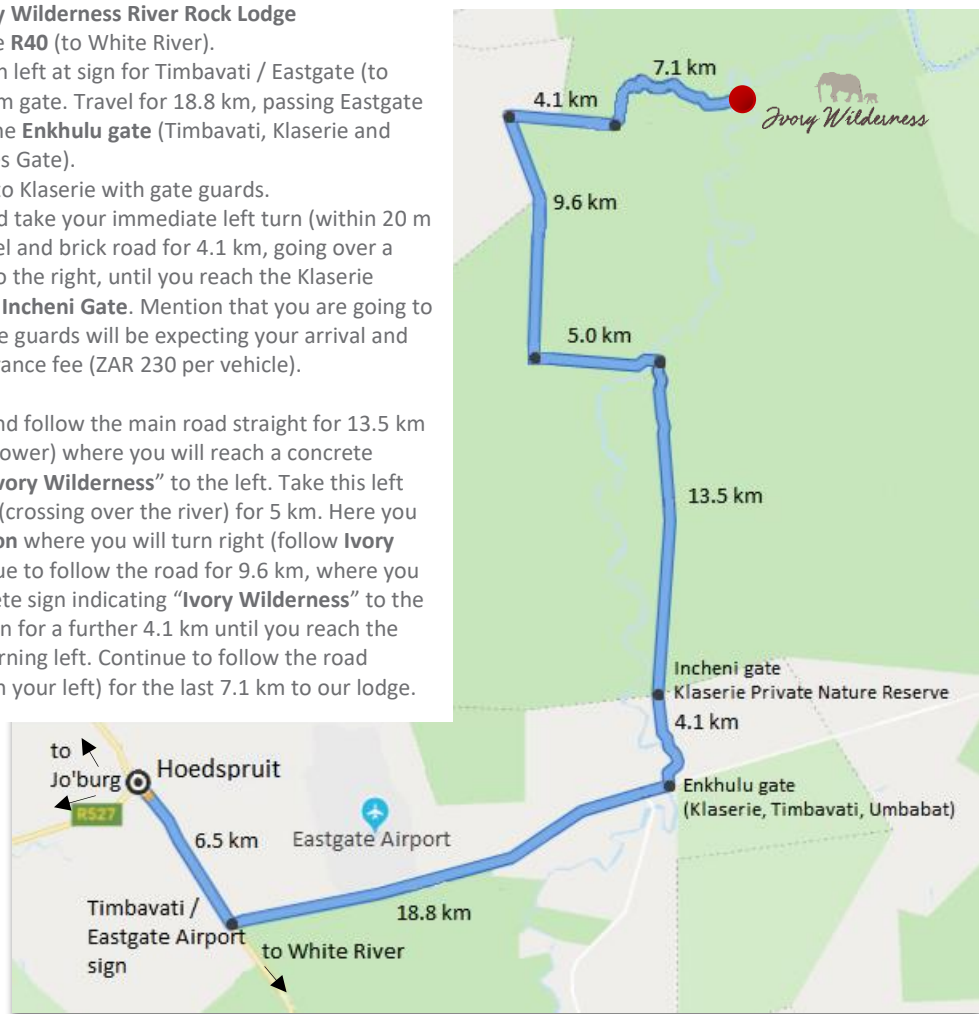 y Wilderness River Rock Lodge
e R40 (to White River).
n left at sign for Timbavati / Eastgate (to
m gate. Travel for 18.8 km, passing Eastgate
he Enkhulu gate (Timbavati, Klaserie and
s Gate).
to Klaserie with gate guards.
d take your immediate left turn (within 20 m
el and brick road for 4.1 km, going over a
o the right, until you reach the Klaserie
Incheni Gate. Mention that you are going to
e guards will be expecting your arrival and
rance fee (ZAR 230 per vehicle).
nd follow the main road straight for 13.5 km
ower) where you will reach a concrete
vory Wilderness" to the left. Take this left
(crossing over the river) for 5 km. Here you
on where you will turn right (follow Ivory
ue to follow the road for 9.6 km, where you
ete sign indicating "Ivory Wilderness" to the
n for a further 4.1 km until you reach the
rning left. Continue to follow the road
n your left) for the last 7.1 km to our lodge.
7.1 km
4.1 km
Ivory Wilderness
9.6 km
5.0 km
13.5 km
Incheni gate
Klaserie Private Nature Reserve
4.1 km
Enkhulu gate
(Klaserie, Timbavati, Umbabat)
to
Jo'burg
Hoedspruit
R527
6.5 km
Eastgate Airport
18.8 km
Timbavati /
Eastgate Airport
sign
to White River